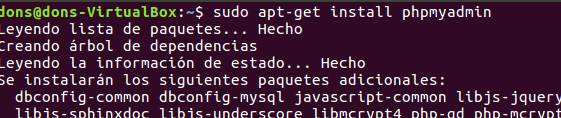 dons@dons-VirtualBox:~$ sudo apt-get install phpmyadmin
Leyendo lista de paquetes... Hecho
Creando árbol de dependencias
Leyendo la información de estado... Hecho
Se instalarán los siguientes paquetes adicionales:
dbconfig-common dbconfig-mysql javascript-common libjs-jquery
libjs-sphinxdoc libjs-underscore libmcrypt4 php-gd php-mcryp